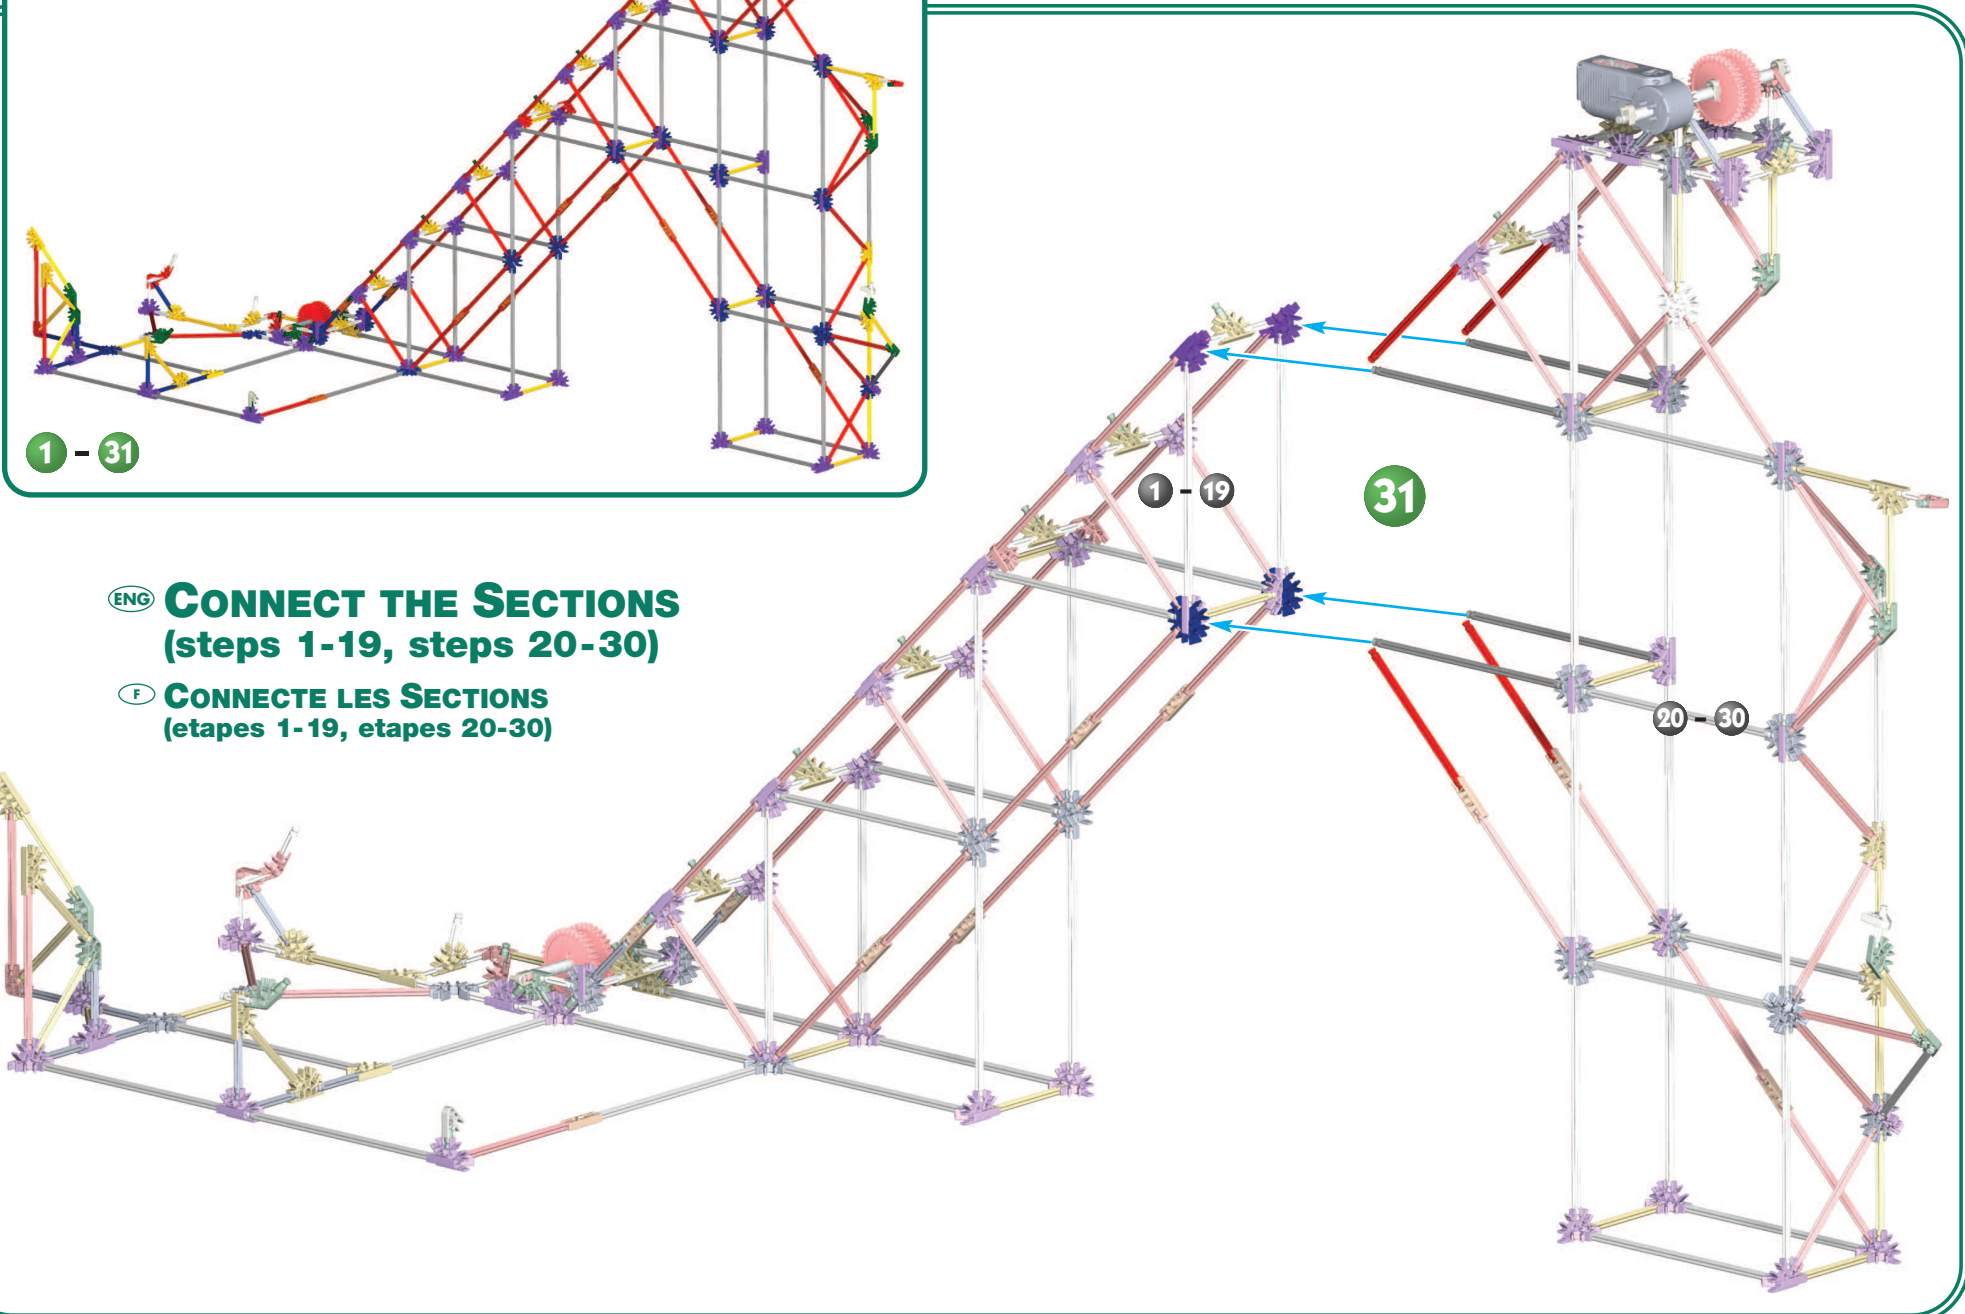 1 - 31
ENG CONNECT THE SECTIONS
(steps 1-19, steps 20-30)
F CONNECTE LES SECTIONS
(etapes 1-19, etapes 20-30)
1 - 19
31
20 - 30